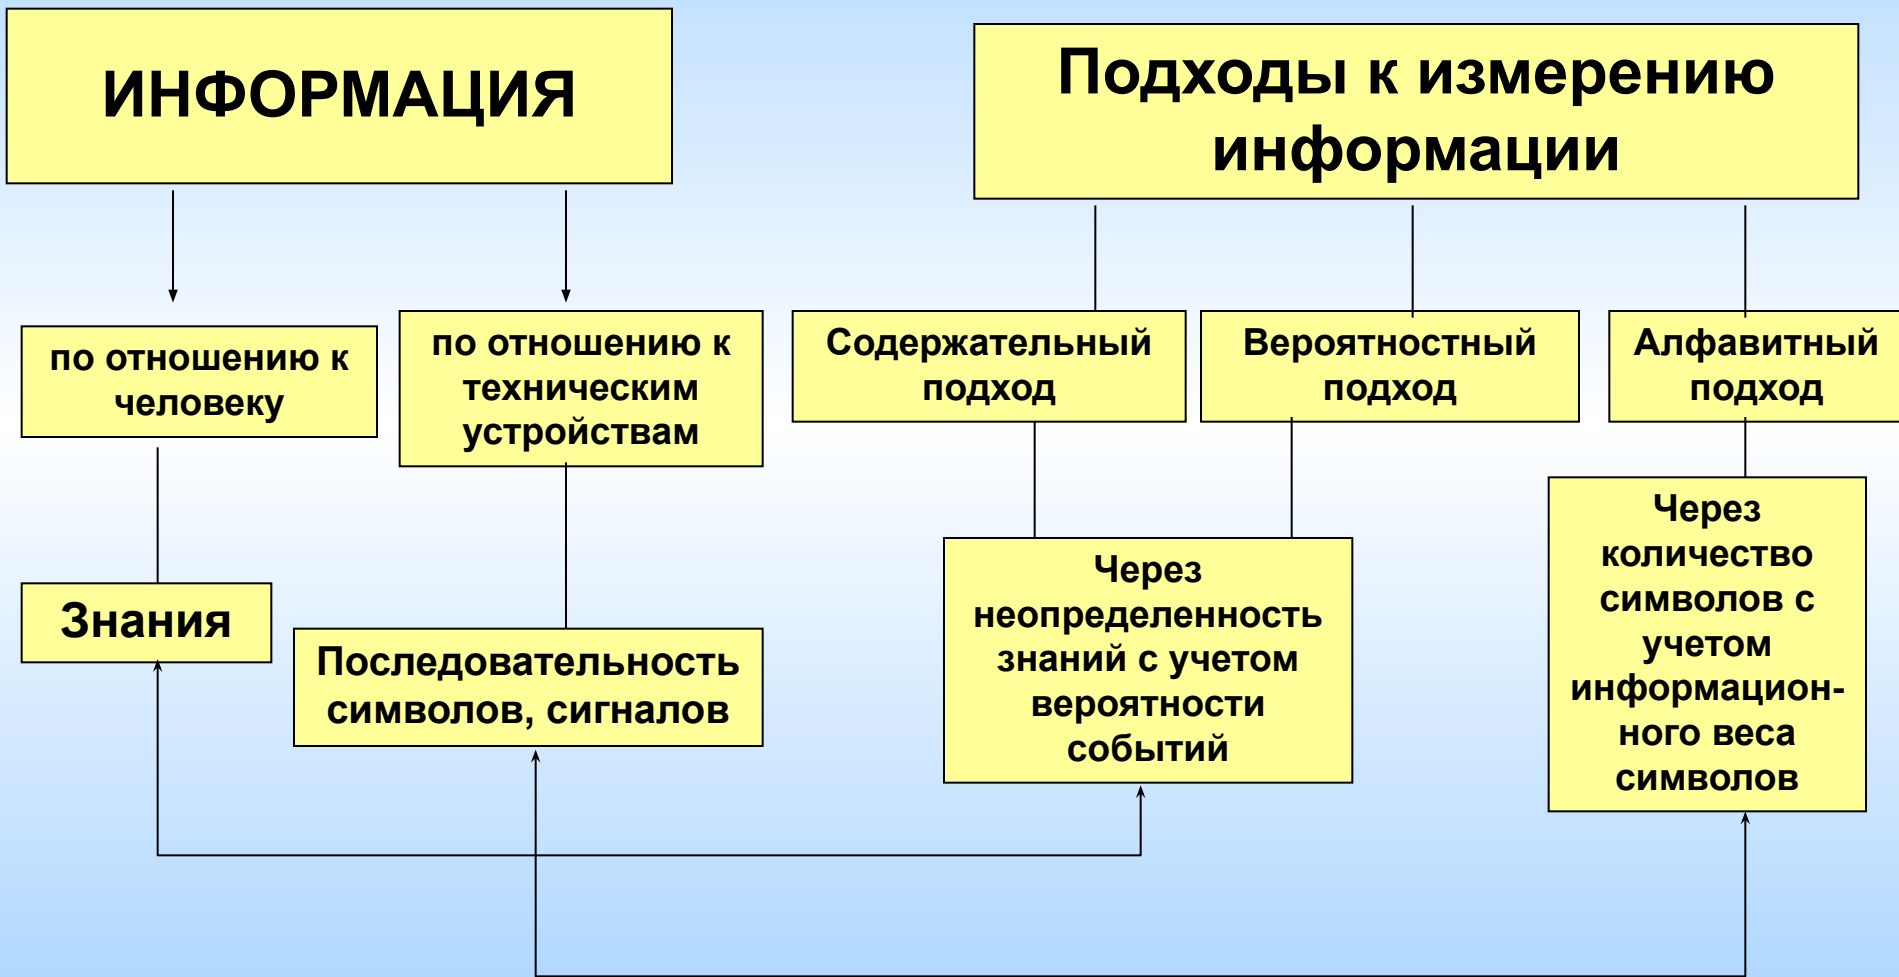 ИНФОРМАЦИЯ
Подходы к измерению
информации
по отношению к
человеку
по отношению к
техническим
устройствам
Содержательный
подход
Вероятностный
подход
Алфавитный
подход
Знания
Последовательность
символов, сигналов
Через
неопределенность
знаний с учетом
вероятности
событий
Через
количество
символов с
учетом
информацион-
ного веса
символов